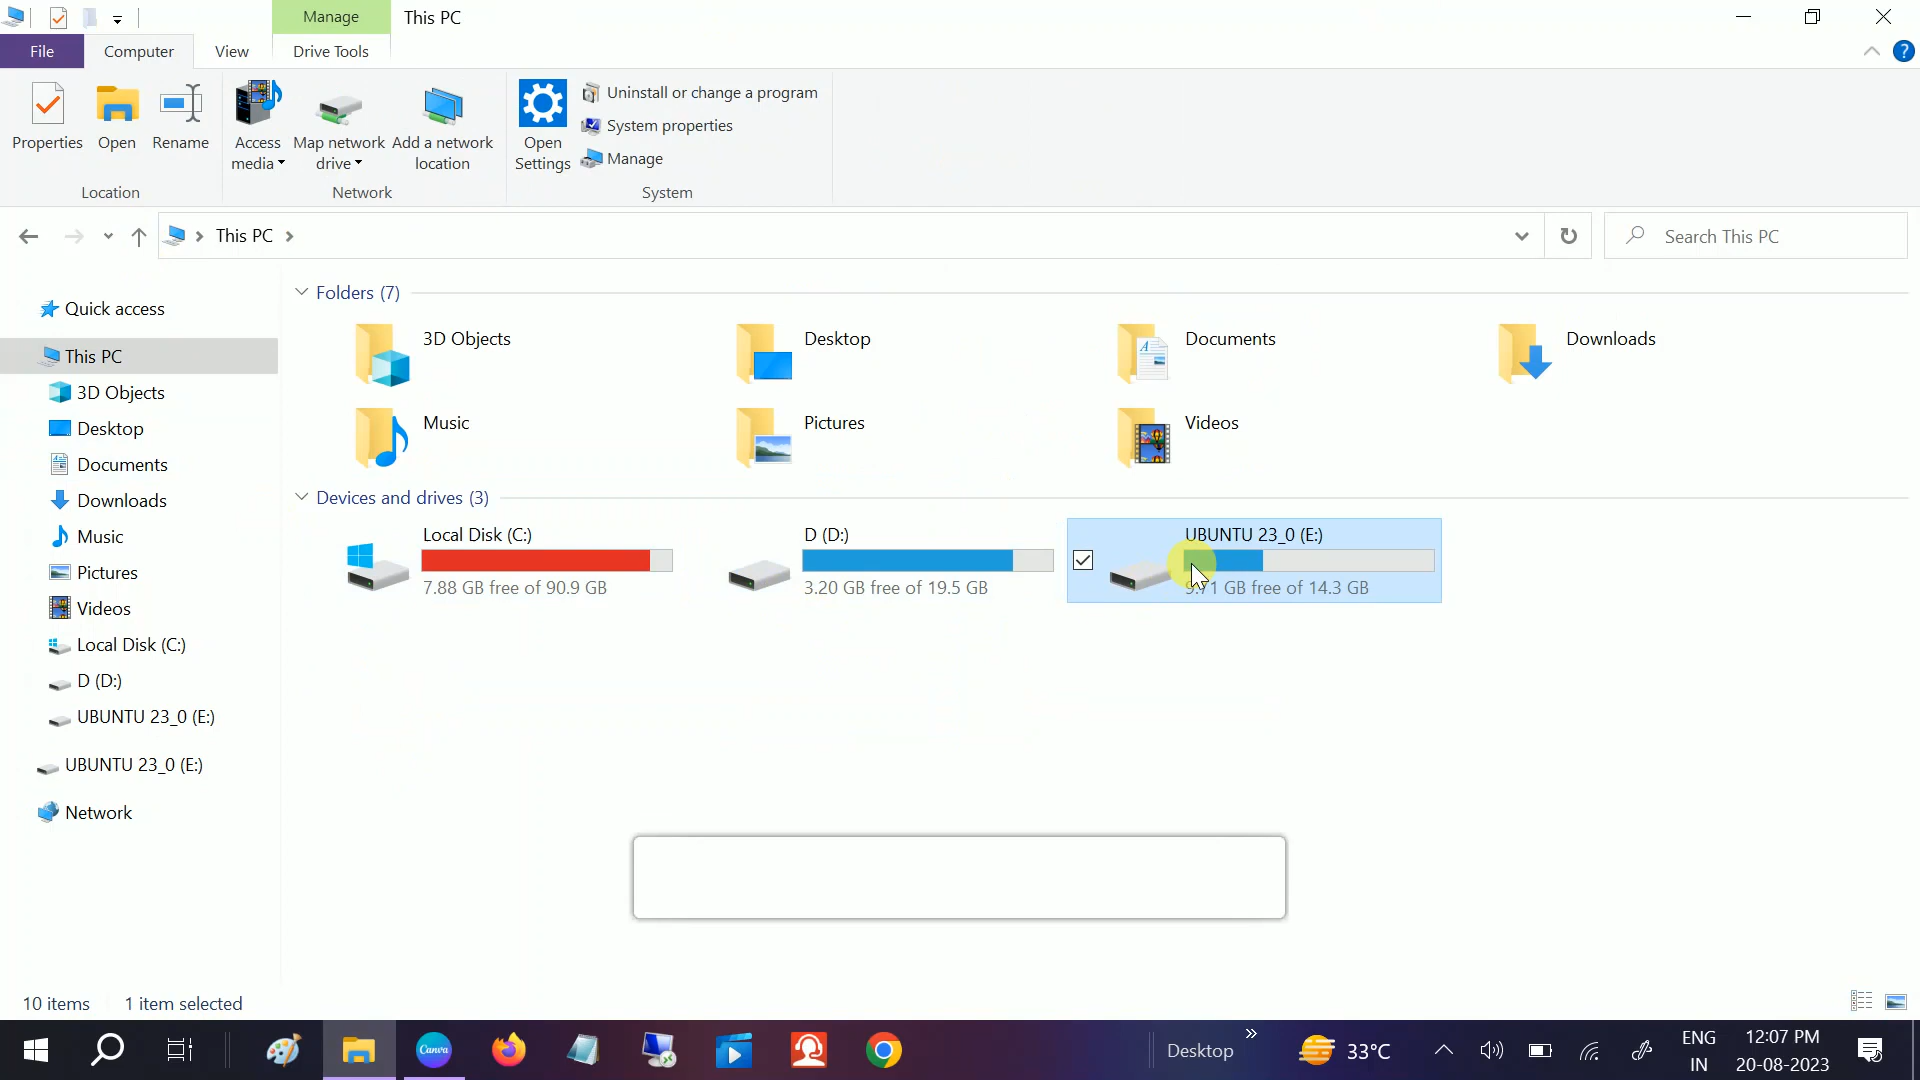 Manage
This PC
File
Computer
View
Drive Tools
Properties
Open
Rename
Access media
Map network drive
Add a network location
Open Settings
Uninstall or change a program
System properties
Manage
Location
Network
System
This PC
Search This PC
Quick access
This PC
3D Objects
Desktop
Documents
Downloads
Music
Pictures
Videos
Local Disk (C:)
D (D:)
UBUNTU 23_0 (E:)
UBUNTU 23_0 (E:)
Network
Folders (7)
3D Objects
Desktop
Documents
Downloads
Music
Pictures
Videos
Devices and drives (3)
Local Disk (C:)
7.88 GB free of 90.9 GB
D (D:)
3.20 GB free of 19.5 GB
UBUNTU 23_0 (E:)
9.71 GB free of 14.3 GB
10 items
1 item selected
Canva
Desktop
33°C
ENG
IN
12:07 PM
20-08-2023